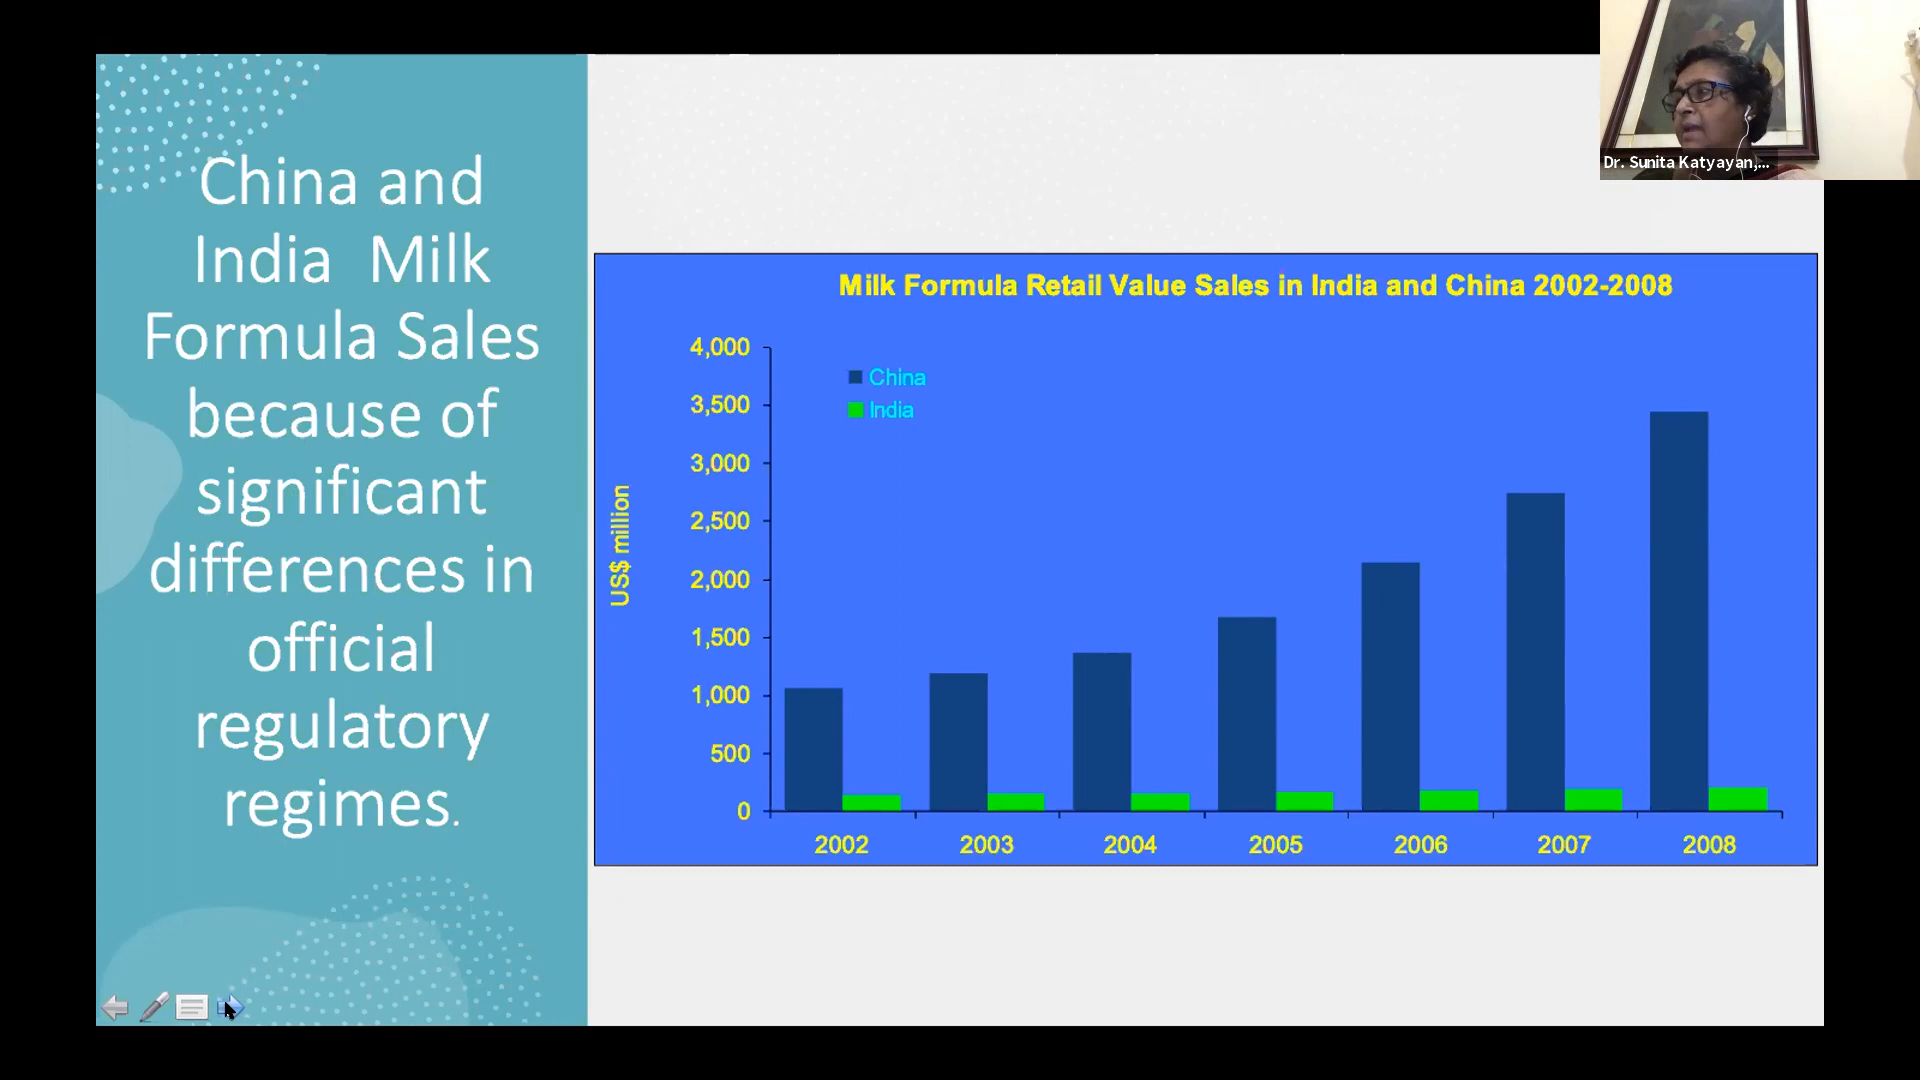 China and
India  Milk
Formula Sales
because of
significant
differences in
official
regulatory
regimes.
Dr. Sunita Katyayan,...
Milk Formula Retail Value Sales in India and China 2002-2008
US$ million
4,000
3,500
3,000
2,500
2,000
1,500
1,000
500
0
China
India
2002 2003 2004 2005 2006 2007 2008